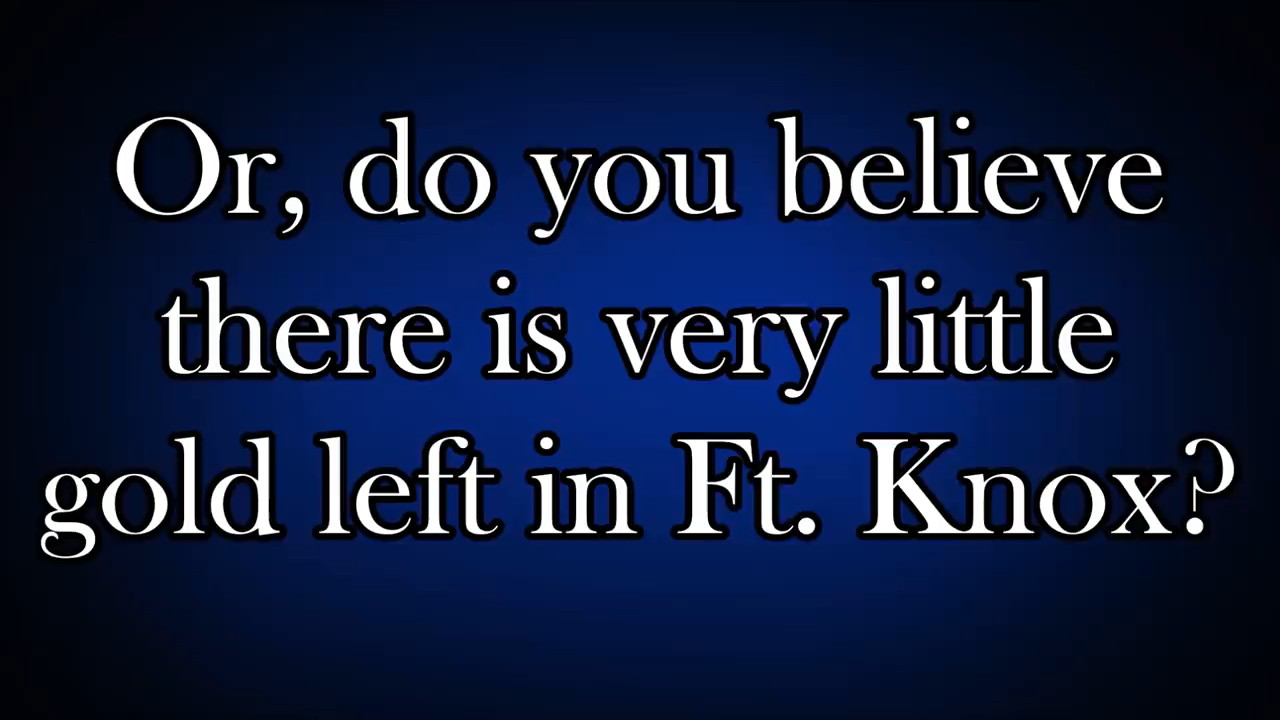 Or, do you believe
there is very little
gold left in Ft. Knox?